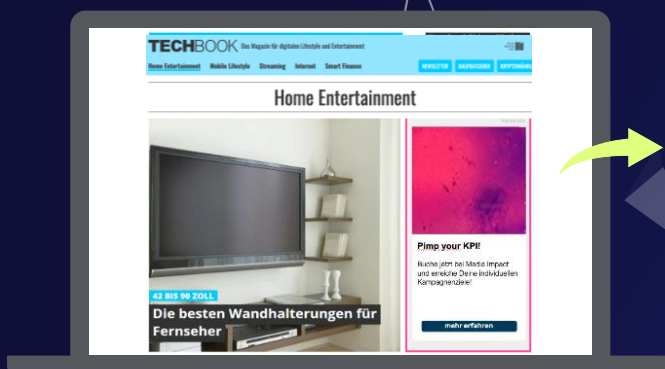 TECHBOOK Das Magazin für digitalen Lifestyle und Entertainment
Home Entertainment Mobile Lifestyle Streaming Internet Smart Finance
NEWSLETTER KAUFRATGEBER
Home Entertainment
42 BIS 90 ZOLL
Die besten Wandhalterungen für
Fernseher
Pimp your KPI!
Buche jetzt bei Media Impact
und erreiche Deine individuellen
Kampagnenziele!
mehr erfahren